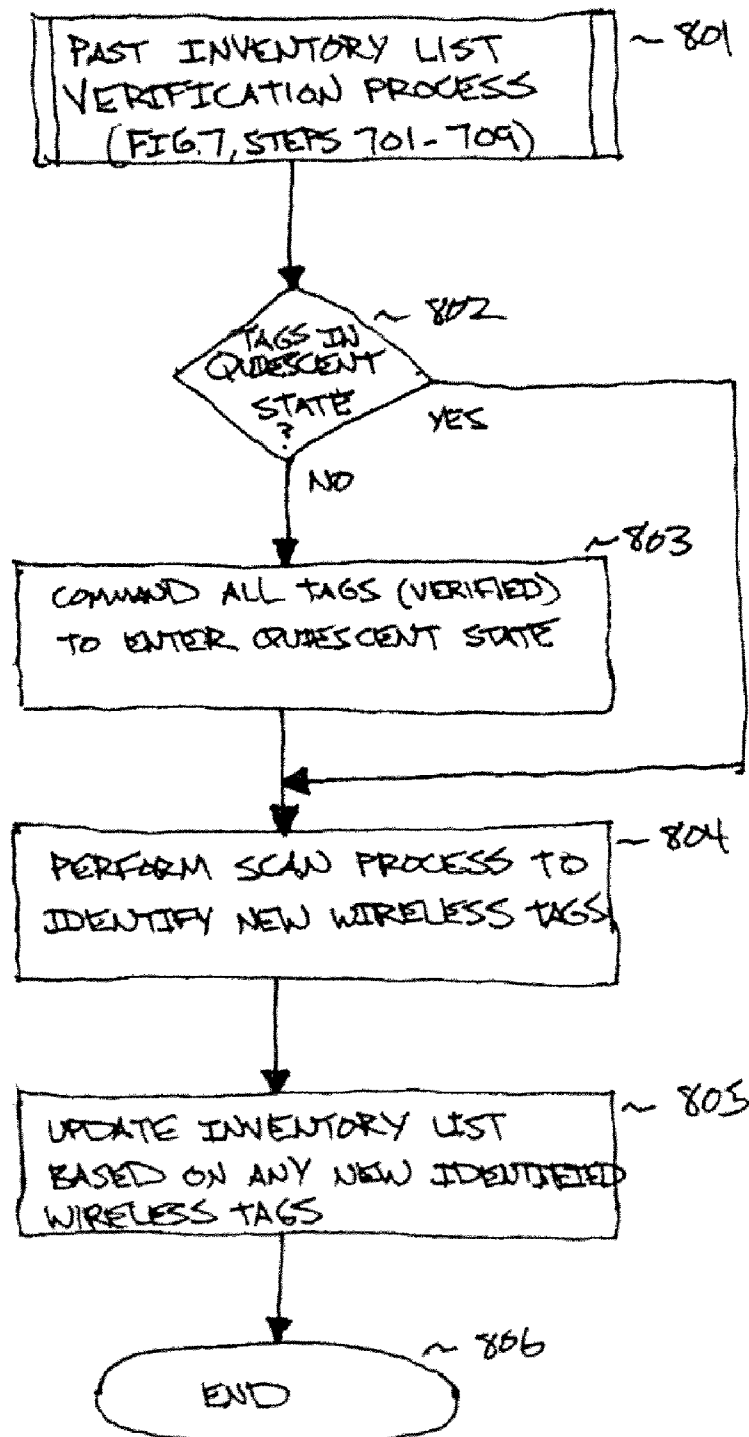 PAST INVENTORY LIST ~ 801
VERIFICATION PROCESS
(FIG.7, STEPS 701-709)
~ 802
TAGS IN
QUIESCENT
STATE
?
YES
NO
~803
COMMAND ALL TAGS (VERIFIED)
TO ENTER QUIESCENT STATE
~ 804
PERFORM SCAN PROCESS TO
IDENTIFY NEW WIRELESS TAGS
~ 805
UPDATE INVENTORY LIST
BASED ON ANY NEW IDENTIFIED
WIRELESS TAGS
~ 806
END